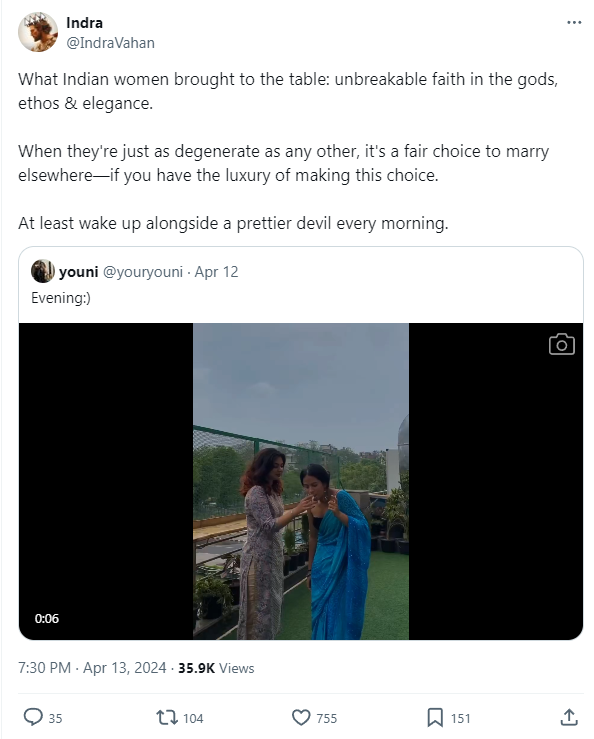 Indra
@IndraVahan
What Indian women brought to the table: unbreakable faith in the gods,
ethos & elegance.
When they're just as degenerate as any other, it's a fair choice to marry
elsewhere—if you have the luxury of making this choice.
At least wake up alongside a prettier devil every morning.
youni @youryouni · Apr 12
Evening:)
0:06
7:30 PM · Apr 13, 2024 · 35.9K Views
35 104 755 151